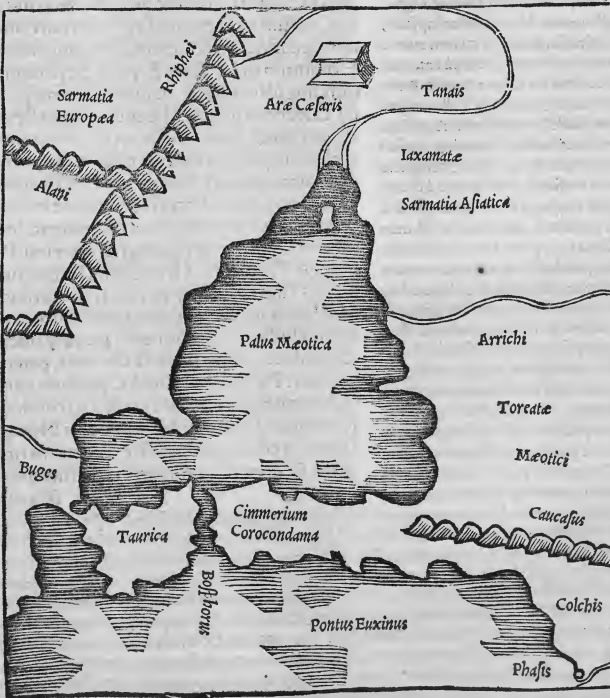 Rhiphæi
Sarmatia
Europæa
Aræ Cæſaris
Tanais
Iaxamatæ
Alani
Sarmatia Aſiatica
Palus Mæotica
Arrichi
Toreatæ
Mæotici
Buges
Taurica
Cimmerium
Corocondama
Caucaſus
Boſphorus
Pontus Euxinus
Colchis
Phaſis